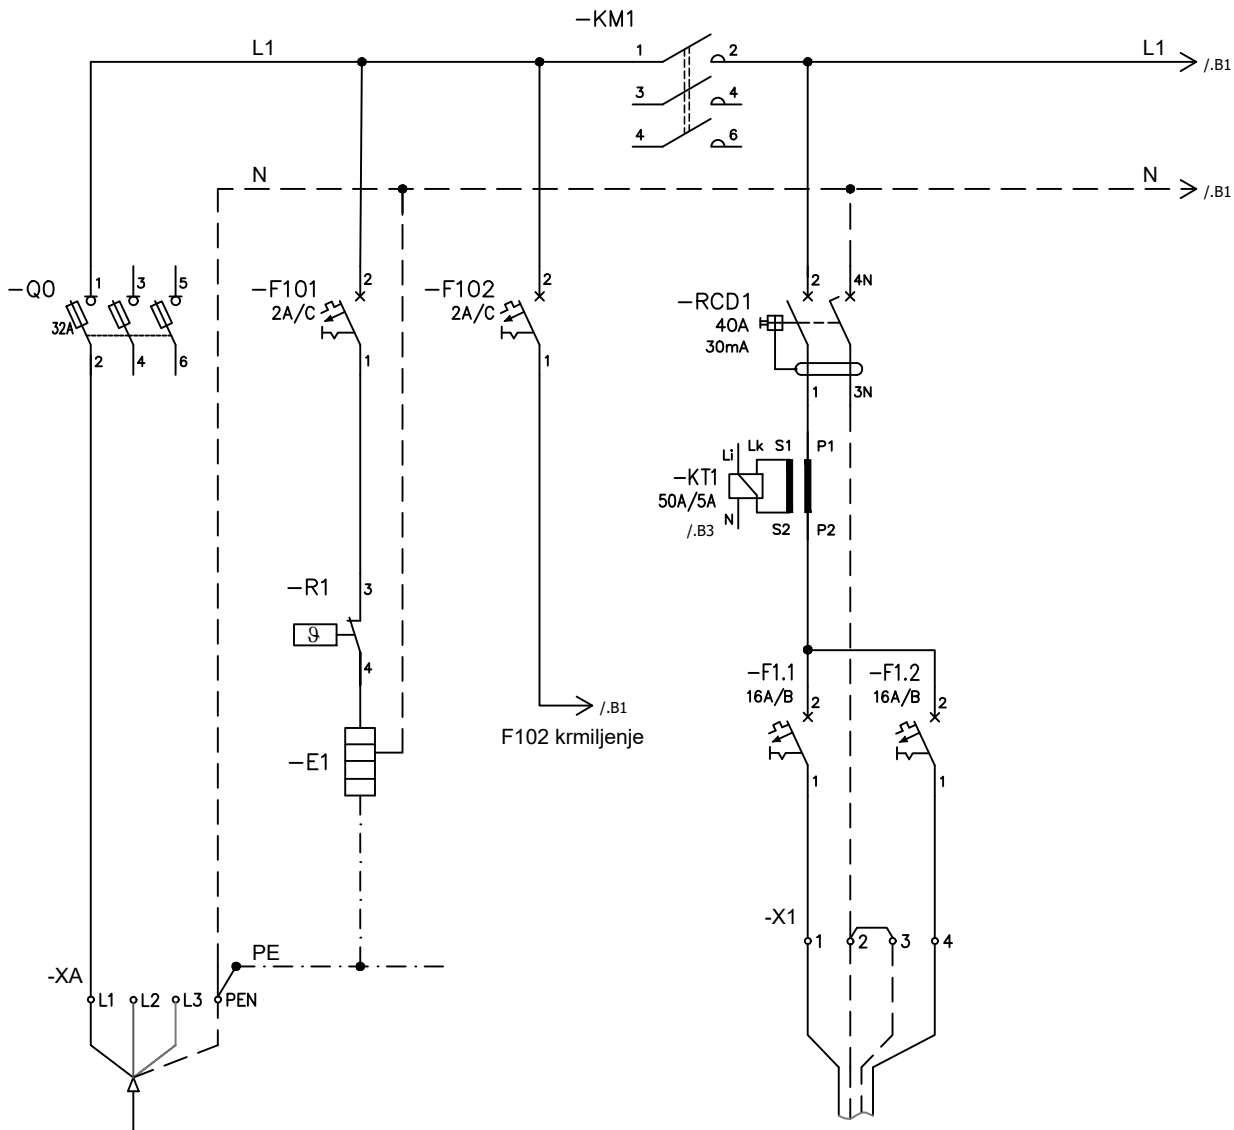 -KM1
L1
1
2
L1
/.B1
3
4
4
6
N
N
/.B1
-Q0
1
3
5
32A
2
4
6
-F101
2A/C
2
1
-F102
2A/C
2
1
-RCD1
40A
30mA
2
4N
1
3N
-KT1
50A/5A
/.B3
Li
Lk
S1
P1
N
S2
P2
-R1
3
ϑ
4
/.B1
F102 krmiljenje
-E1
-F1.1
16A/B
2
1
-F1.2
16A/B
2
1
-X1
1
2
3
4
PE
-XA
L1
L2
L3
PEN